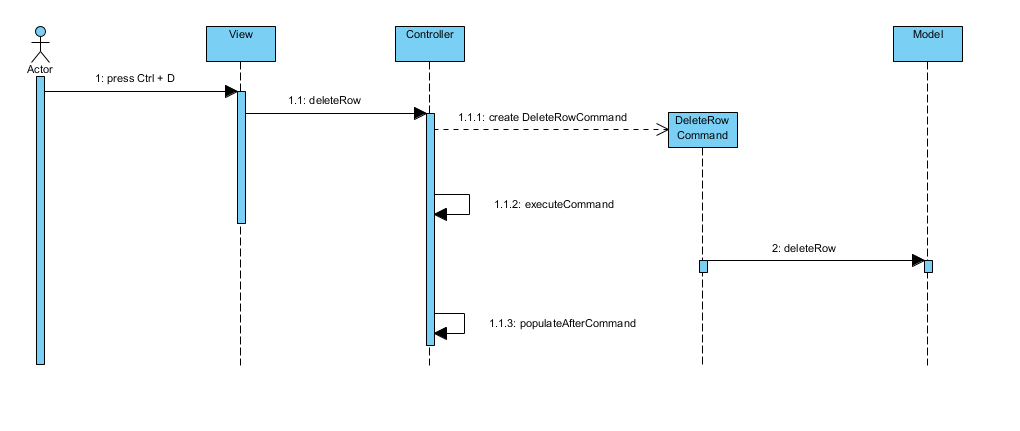 View
Controller
Model
Actor
1: press Ctrl + D
1.1: deleteRow
1.1.1: create DeleteRowCommand
DeleteRow
Command
1.1.2: executeCommand
2: deleteRow
1.1.3: populateAfterCommand